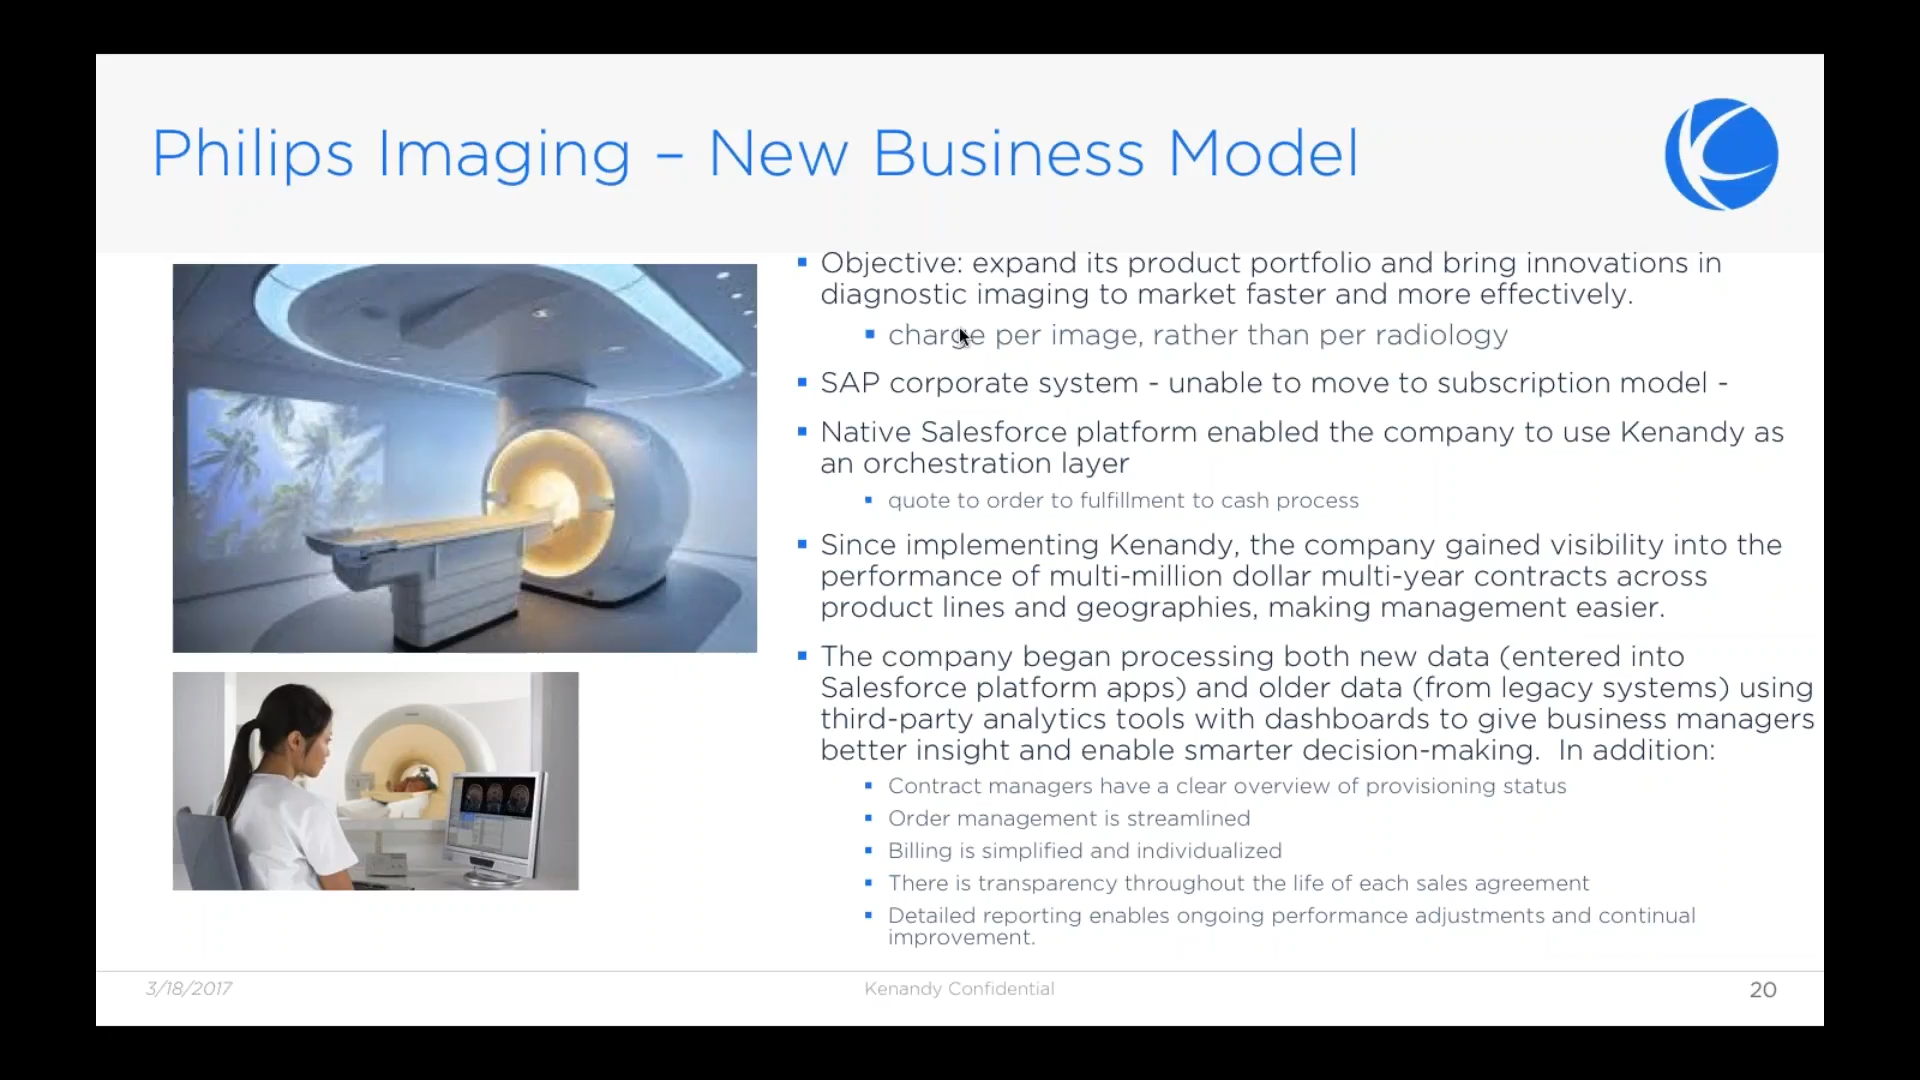 Philips Imaging – New Business Model
Objective: expand its product portfolio and bring innovations in
diagnostic imaging to market faster and more effectively.
charge per image, rather than per radiology
SAP corporate system - unable to move to subscription model -
Native Salesforce platform enabled the company to use Kenandy as
an orchestration layer
quote to order to fulfillment to cash process
Since implementing Kenandy, the company gained visibility into the
performance of multi-million dollar multi-year contracts across
product lines and geographies, making management easier.
The company began processing both new data (entered into
Salesforce platform apps) and older data (from legacy systems) using
third-party analytics tools with dashboards to give business managers
better insight and enable smarter decision-making.  In addition:
Contract managers have a clear overview of provisioning status
Order management is streamlined
Billing is simplified and individualized
There is transparency throughout the life of each sales agreement
Detailed reporting enables ongoing performance adjustments and continual
improvement.
3/18/2017
Kenandy Confidential
20